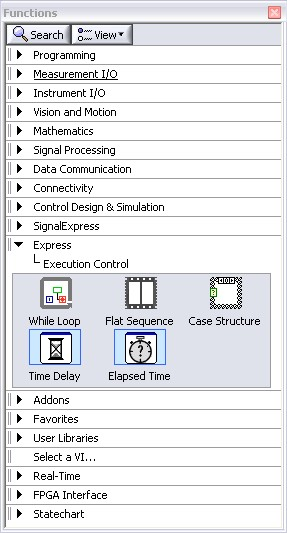 Functions
Search View
Programming
Measurement I/O
Instrument I/O
Vision and Motion
Mathematics
Signal Processing
Data Communication
Connectivity
Control Design & Simulation
SignalExpress
Express
Execution Control
While Loop Flat Sequence Case Structure
Time Delay Elapsed Time
Addons
Favorites
User Libraries
Select a VI...
Real-Time
FPGA Interface
Statechart